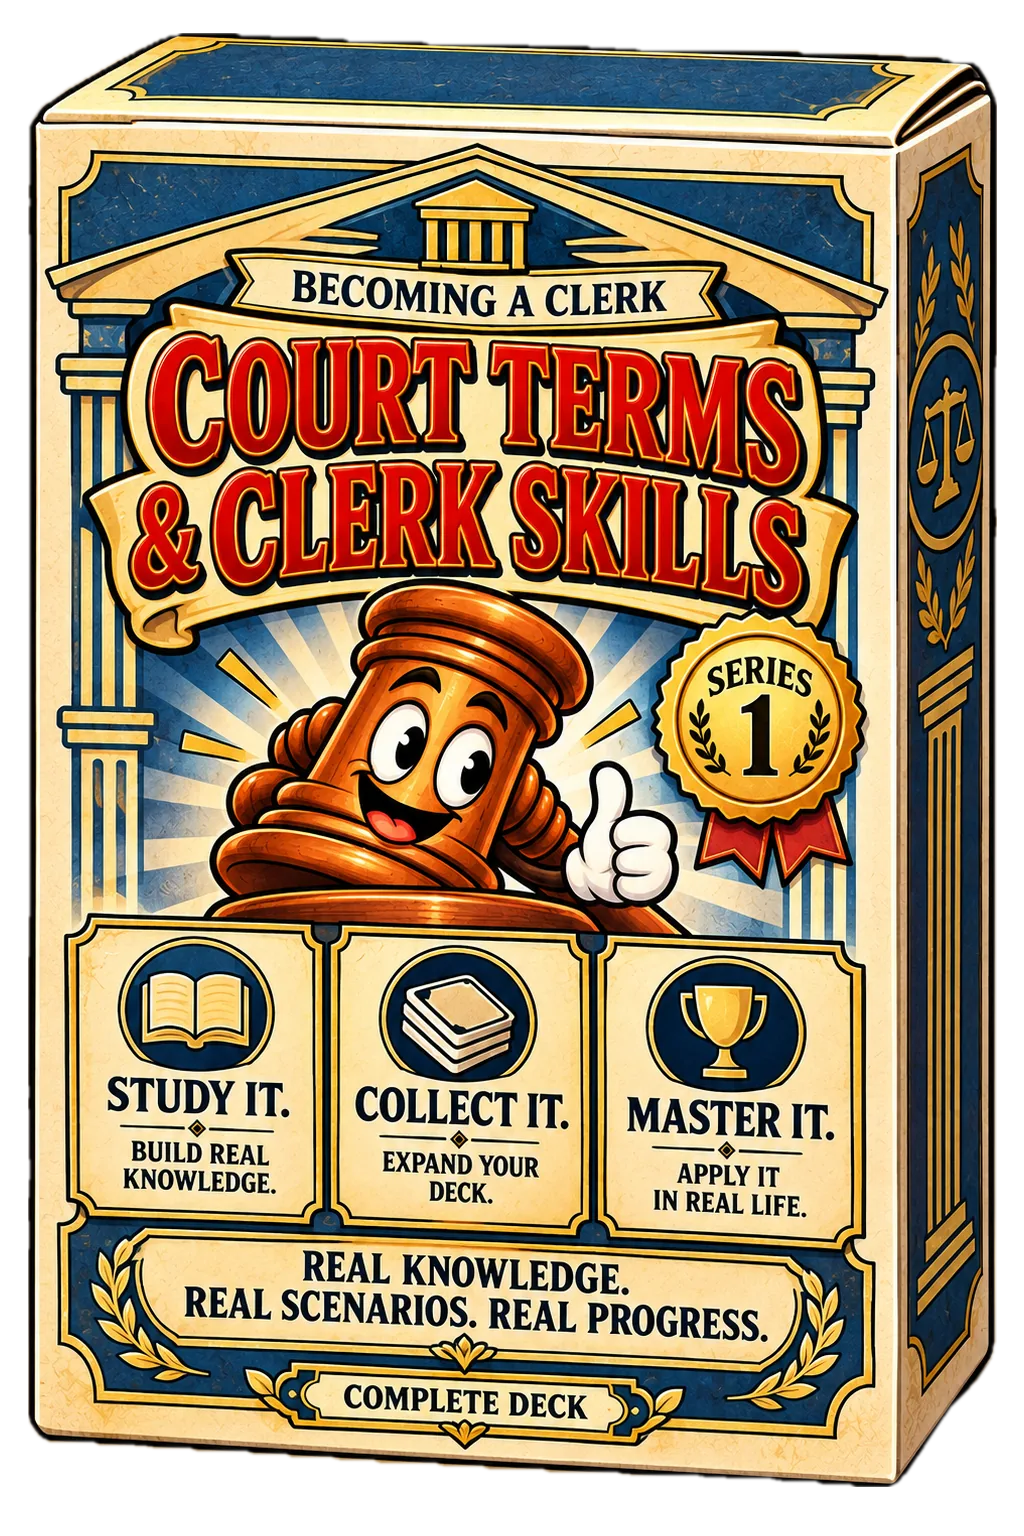 BECOMING A CLERK
COURT TERMS
& CLERK SKILLS
SERIES
1
STUDY IT.
BUILD REAL
KNOWLEDGE.
COLLECT IT.
EXPAND YOUR
DECK.
MASTER IT.
APPLY IT
IN REAL LIFE.
REAL KNOWLEDGE.
REAL SCENARIOS. REAL PROGRESS.
COMPLETE DECK